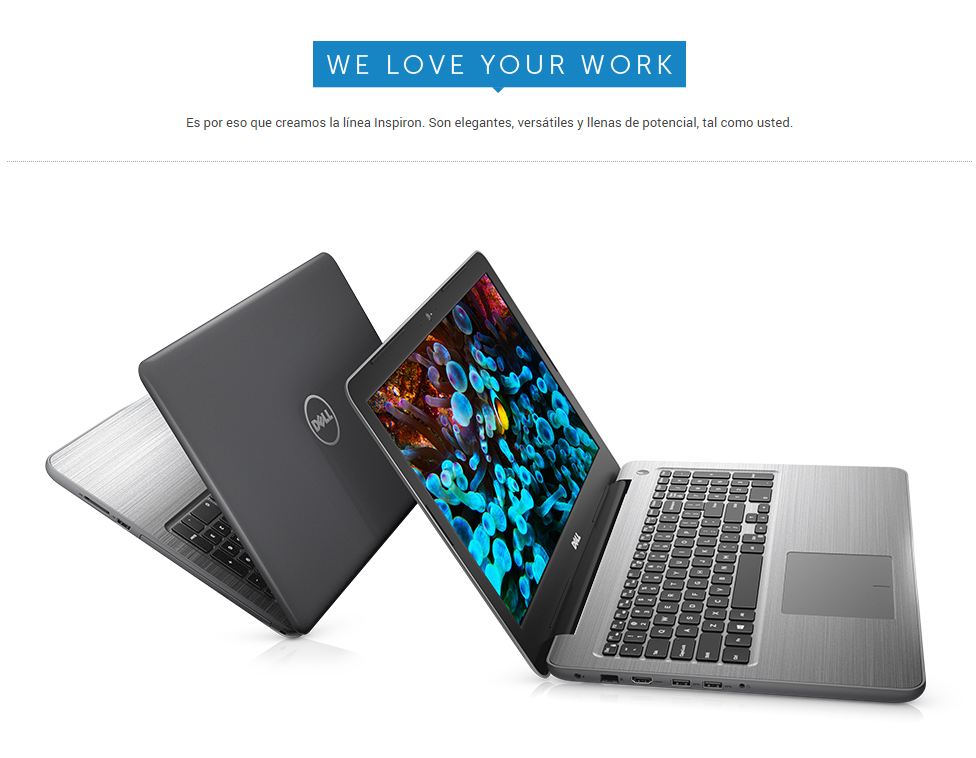 WE LOVE YOUR WORK
Es por eso que creamos la línea Inspiron. Son elegantes, versátiles y llenas de potencial, tal como usted.
DELL
DELL